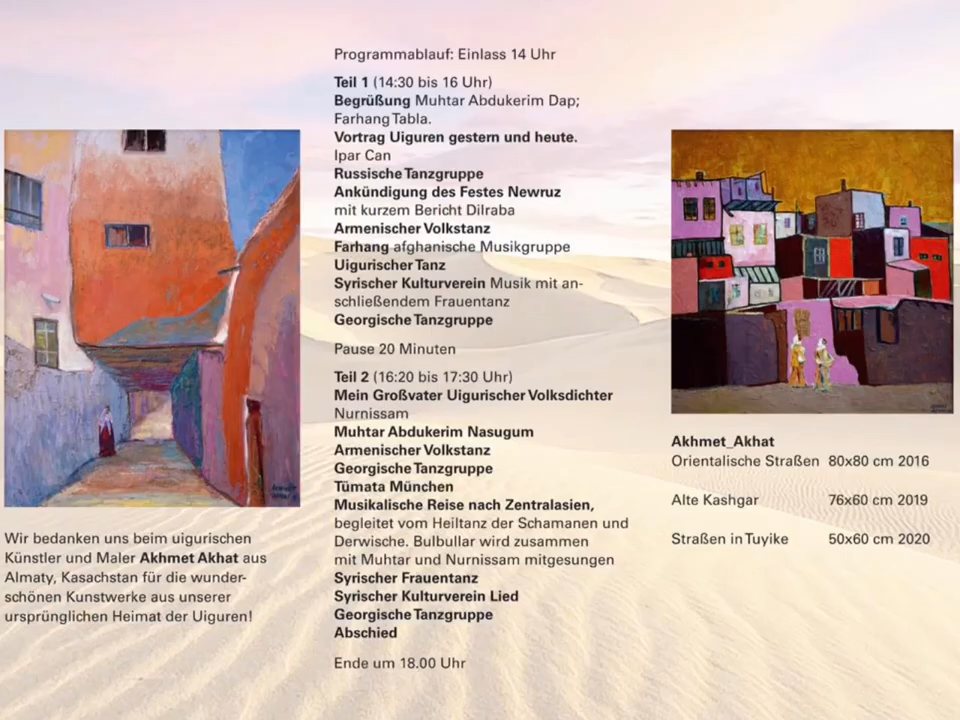 Programmablauf: Einlass 14 Uhr
Teil 1 (14:30 bis 16 Uhr)
Begrüßung Muhtar Abdukerim Dap;
Farhang Tabla.
Vortrag Uiguren gestern und heute.
Ipar Can
Russische Tanzgruppe
Ankündigung des Festes Newruz
mit kurzem Bericht Dilraba
Armenischer Volkstanz
Farhang afghanische Musikgruppe
Uigurischer Tanz
Syrischer Kulturverein Musik mit an-
schließendem Frauentanz
Georgische Tanzgruppe
Pause 20 Minuten
Teil 2 (16:20 bis 17:30 Uhr)
Mein Großvater Uigurischer Volksdichter
Nurnissam
Muhtar Abdukerim Nasugum
Armenischer Volkstanz
Georgische Tanzgruppe
Tümata München
Musikalische Reise nach Zentralasien,
begleitet vom Heiltanz der Schamanen und
Derwische. Bulbullar wird zusammen
mit Muhtar und Nurnissam mitgesungen
Syrischer Frauentanz
Syrischer Kulturverein Lied
Georgische Tanzgruppe
Abschied
Ende um 18.00 Uhr
Wir bedanken uns beim uigurischen
Künstler und Maler Akhmet Akhat aus
Almaty, Kasachstan für die wunder-
schönen Kunstwerke aus unserer
ursprünglichen Heimat der Uiguren!
Akhmet_Akhat
Orientalische Straßen 80x80 cm 2016
Alte Kashgar 76x60 cm 2019
Straßen in Tuyike 50x60 cm 2020